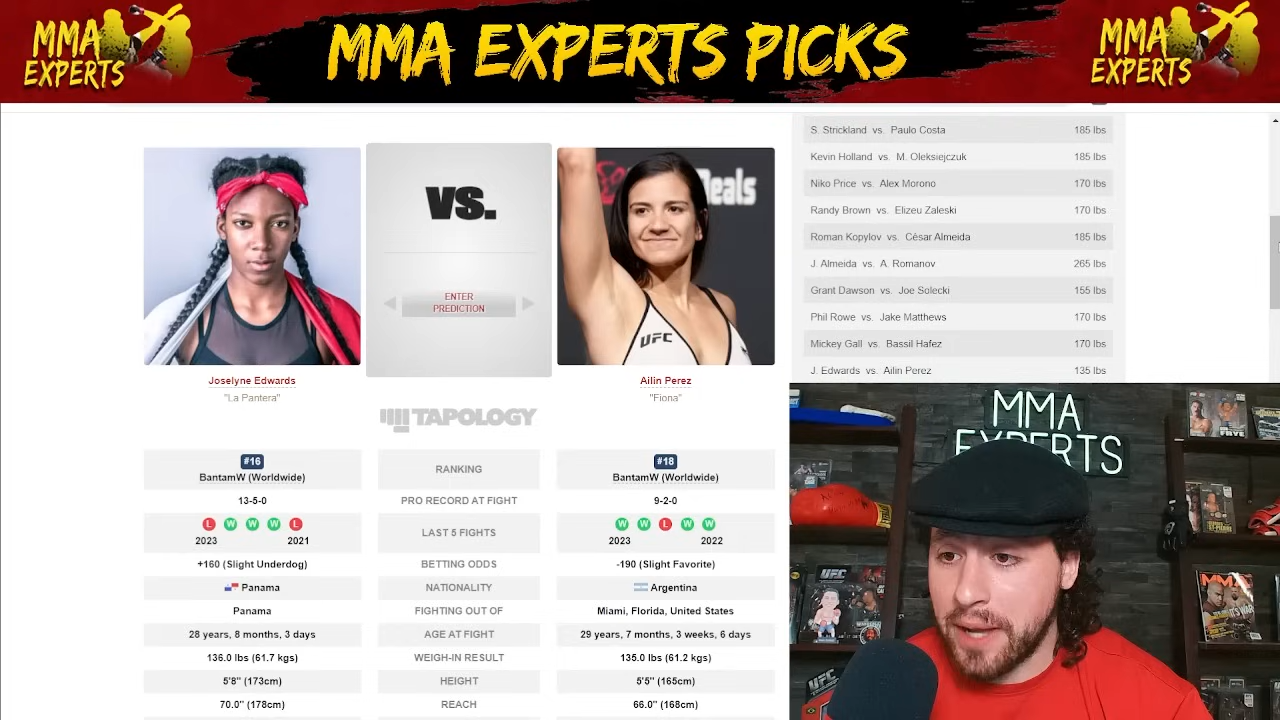 MMA
EXPERTS
MMA EXPERTS PICKS
MMA
EXPERTS
S. Strickland vs. Paulo Costa 185 lbs
Kevin Holland vs. M. Oleksiejczuk 185 lbs
Niko Price vs. Alex Morono 170 lbs
Randy Brown vs. Elizeu Zaleski 170 lbs
Roman Kopylov vs. César Almeida 185 lbs
J. Almeida vs. A. Romanov 265 lbs
Grant Dawson vs. Joe Solecki 155 lbs
Phil Rowe vs. Jake Matthews 170 lbs
Mickey Gall vs. Bassil Hafez 170 lbs
J. Edwards vs. Ailin Perez 135 lbs
VS.
ENTER
PREDICTION
Deals
UFC
Joselyne Edwards
"La Pantera"
Ailin Perez
"Fiona"
TAPOLOGY
#16
BantamW (Worldwide)
RANKING
#18
BantamW (Worldwide)
13-5-0 PRO RECORD AT FIGHT 9-2-0
L W W W L
2023 2021
LAST 5 FIGHTS
W W L W W
2023 2022
+160 (Slight Underdog) BETTING ODDS -190 (Slight Favorite)
Panama NATIONALITY Argentina
Panama FIGHTING OUT OF Miami, Florida, United States
28 years, 8 months, 3 days AGE AT FIGHT 29 years, 7 months, 3 weeks, 6 days
136.0 lbs (61.7 kgs) WEIGH-IN RESULT 135.0 lbs (61.2 kgs)
5'8" (173cm) HEIGHT 5'5" (165cm)
70.0" (178cm) REACH 66.0" (168cm)
MMA
EXPERTS
UFC
MMA
UFC